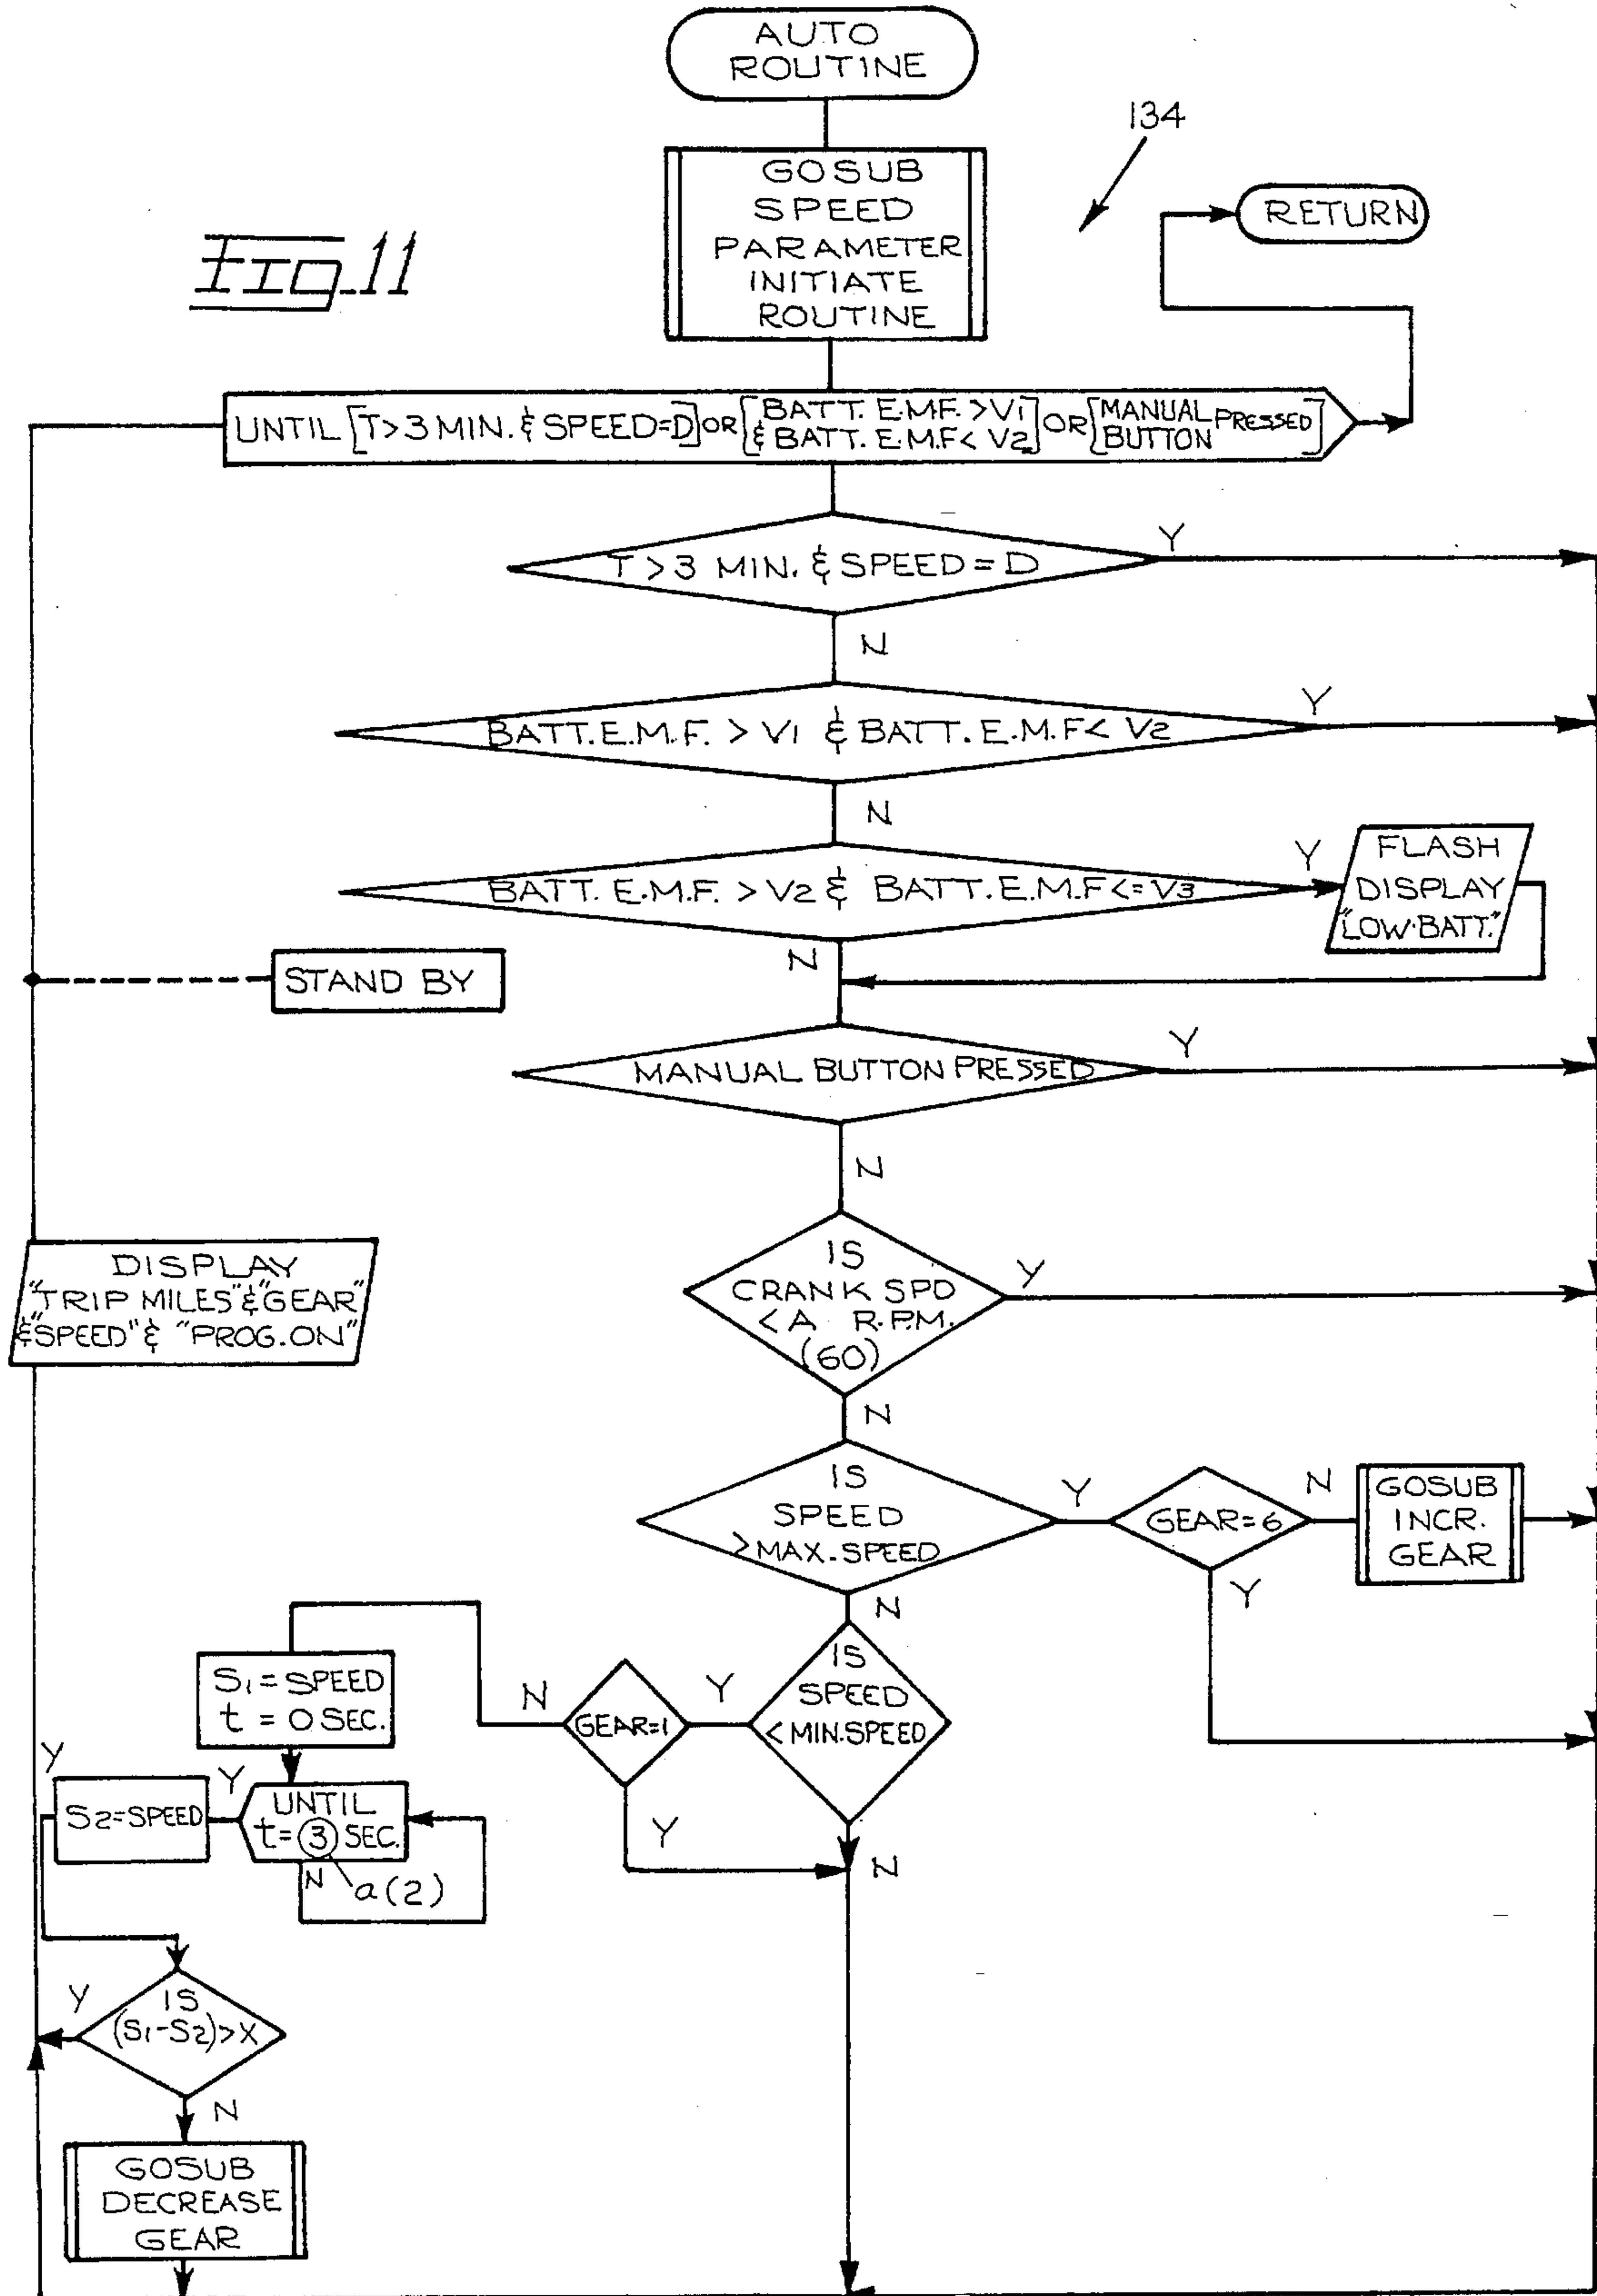 AUTO
ROUTINE
134
GOSUB
SPEED
PARAMETER
INITIATE
ROUTINE
RETURN
Fig. 11
UNTIL [T>3 MIN. & SPEED=D] OR [BATT. E.M.F. >V1 & BATT. E.M.F< V2] OR [MANUAL BUTTON PRESSED]
T>3 MIN. & SPEED = D
Y
N
BATT. E.M.F. > V1 & BATT. E.M.F< V2
Y
N
BATT. E.M.F. > V2 & BATT. E.M.F<=V3
Y
FLASH
DISPLAY
"LOW·BATT."
N
STAND BY
MANUAL BUTTON PRESSED
Y
N
DISPLAY
"TRIP MILES"&"GEAR"
&"SPEED"& "PROG.ON"
IS
CRANK SPD
<A R.P.M.
(60)
Y
N
IS
SPEED
>MAX.SPEED
Y
GEAR=6
N
GOSUB
INCR.
GEAR
Y
N
IS
SPEED
<MIN.SPEED
Y
GEAR=1
N
Y
N
S1=SPEED
t = 0 SEC.
UNTIL
t=3 SEC.
Y
N
a(2)
S2=SPEED
Y
IS
(S1-S2)>X
Y
N
GOSUB
DECREASE
GEAR